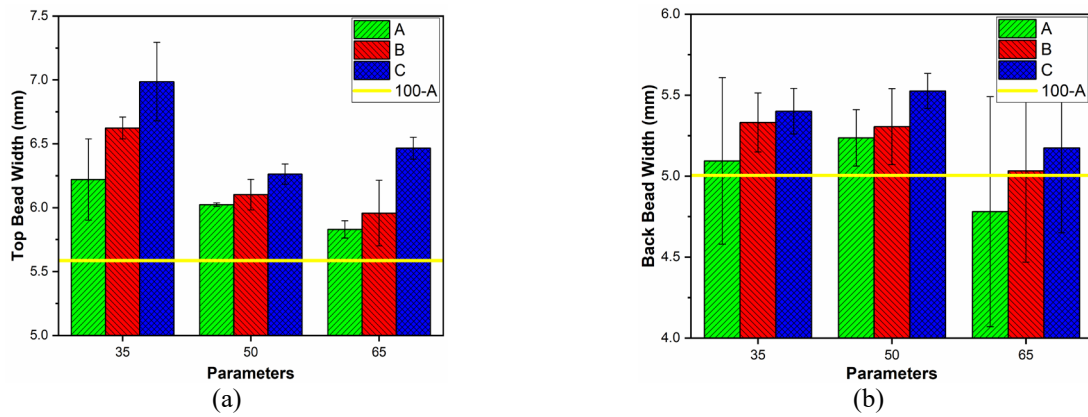 7.5
7.0
6.5
6.0
5.5
5.0
Top Bead Width (mm)
35 50 65
Parameters
A
B
C
100-A
(a)
6.0
5.5
5.0
4.5
4.0
Back Bead Width (mm)
35 50 65
Parameters
A
B
C
100-A
(b)